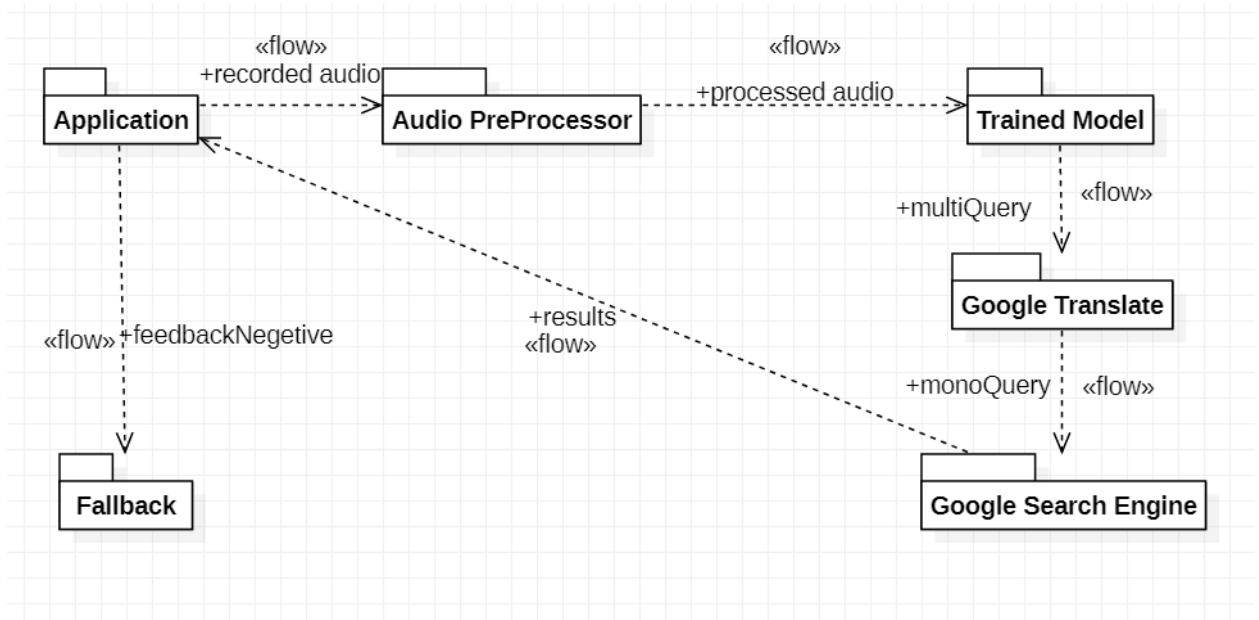 «flow»
+recorded audio
«flow»
+processed audio
Application
Audio PreProcessor
Trained Model
+multiQuery
«flow»
Google Translate
«flow»
+feedbackNegetive
+results
«flow»
+monoQuery
«flow»
Fallback
Google Search Engine